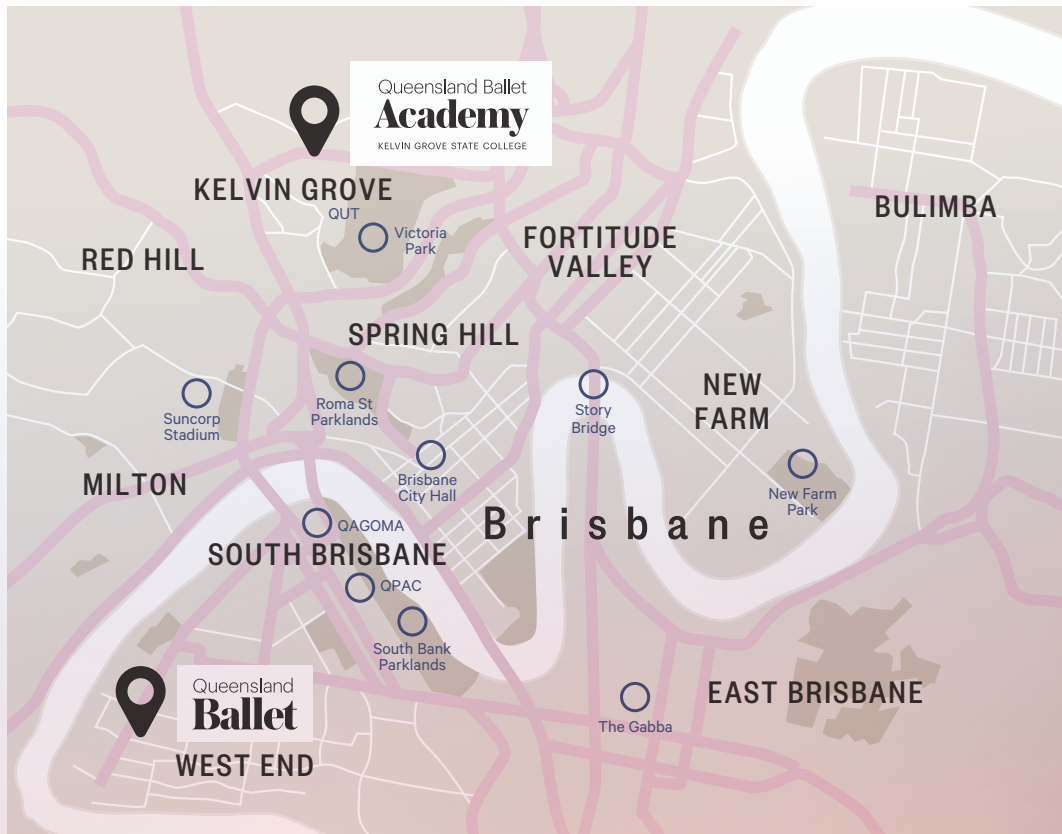 Queensland Ballet
Academy
KELVIN GROVE STATE COLLEGE
KELVIN GROVE
QUT
Victoria
Park
BULIMBA
RED HILL
FORTITUDE
VALLEY
SPRING HILL
Suncorp
Stadium
Roma St
Parklands
Story
Bridge
NEW
FARM
MILTON
Brisbane
City Hall
New Farm
Park
QAGOMA
Brisbane
SOUTH BRISBANE
QPAC
South Bank
Parklands
Queensland
Ballet
WEST END
The Gabba
EAST BRISBANE